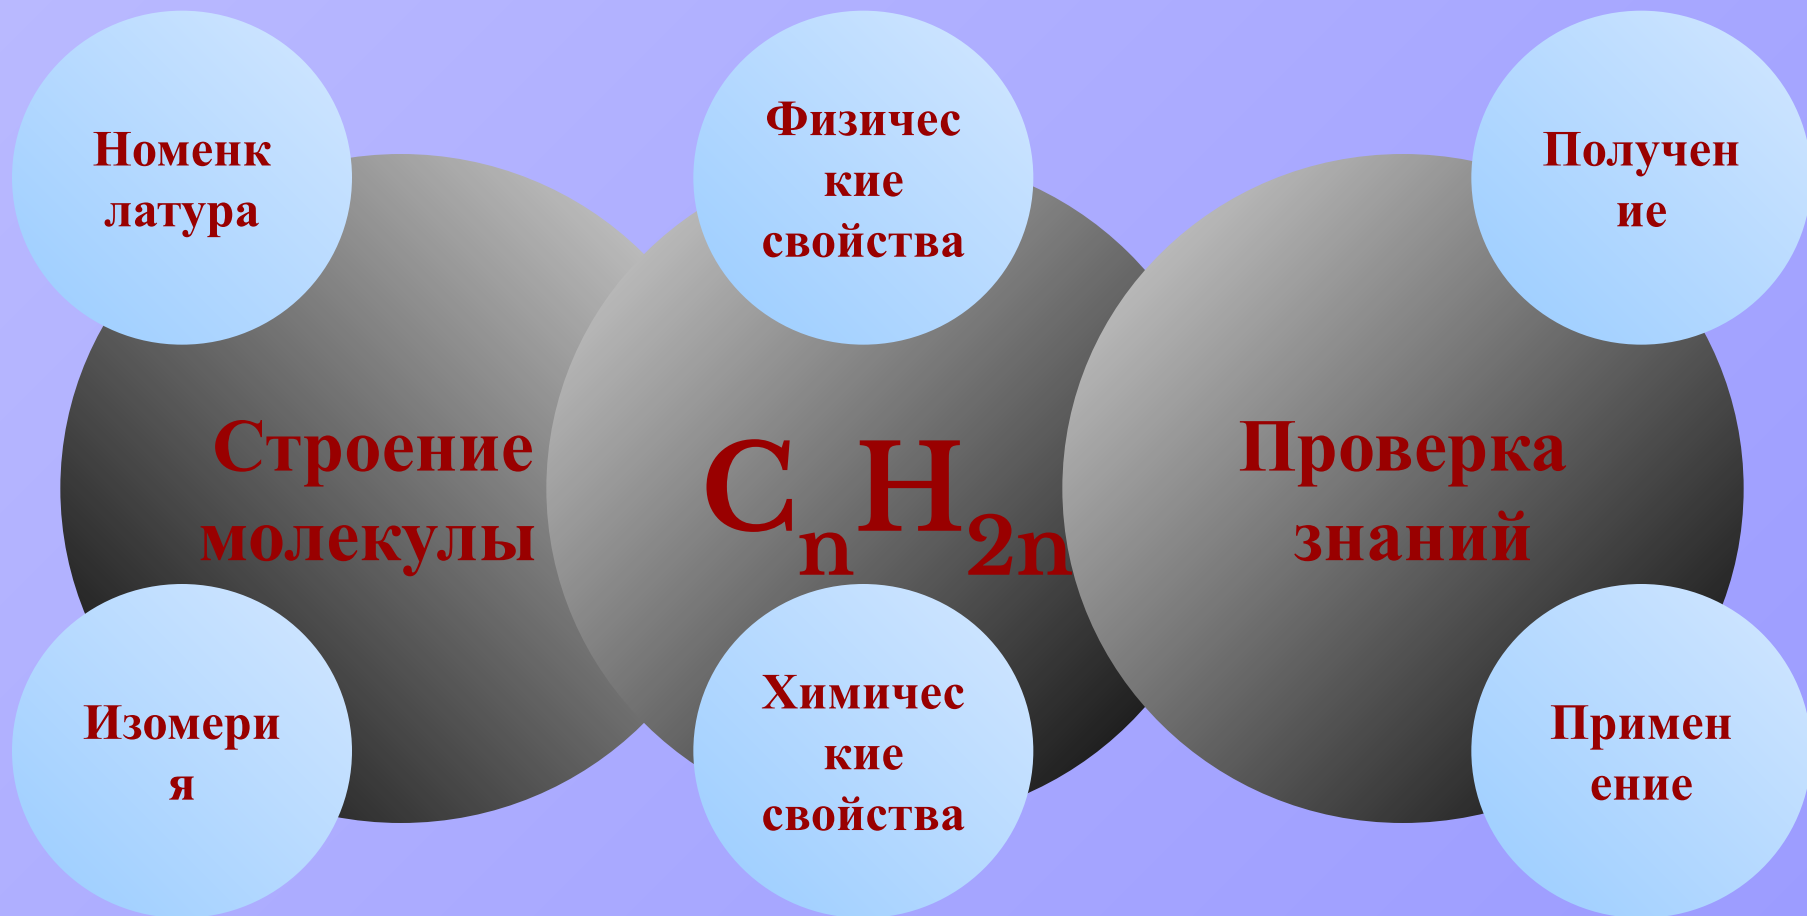 Номенк
латура
Физичес
кие
свойства
Получен
ие
Строение
молекулы
CnH2n
Проверка
знаний
Изомери
я
Химичес
кие
свойства
Примен
ение